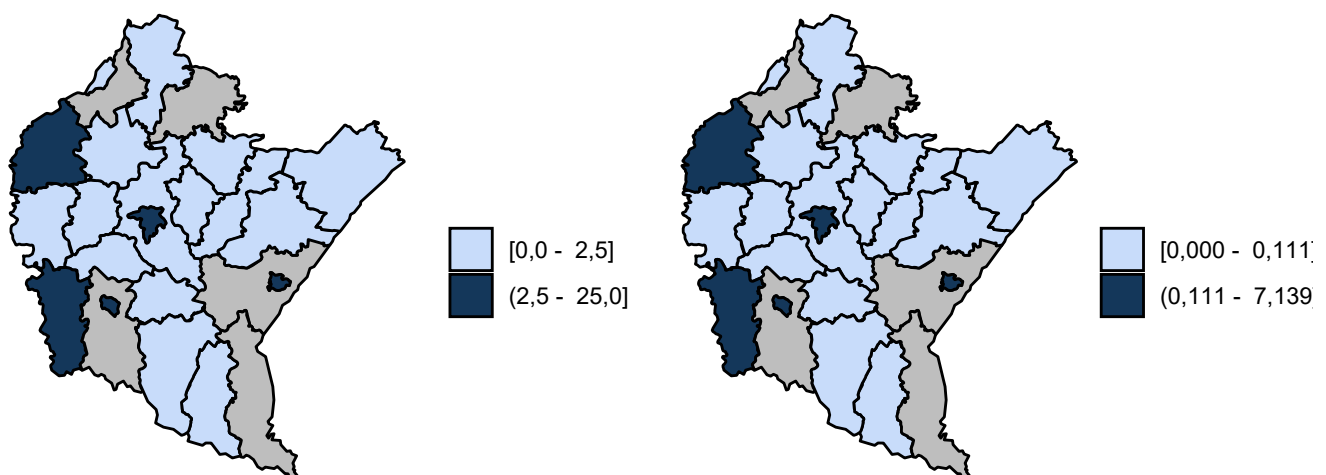 [0,0 - 2,5]
(2,5 - 25,0]
[0,000 - 0,111]
(0,111 - 7,139]